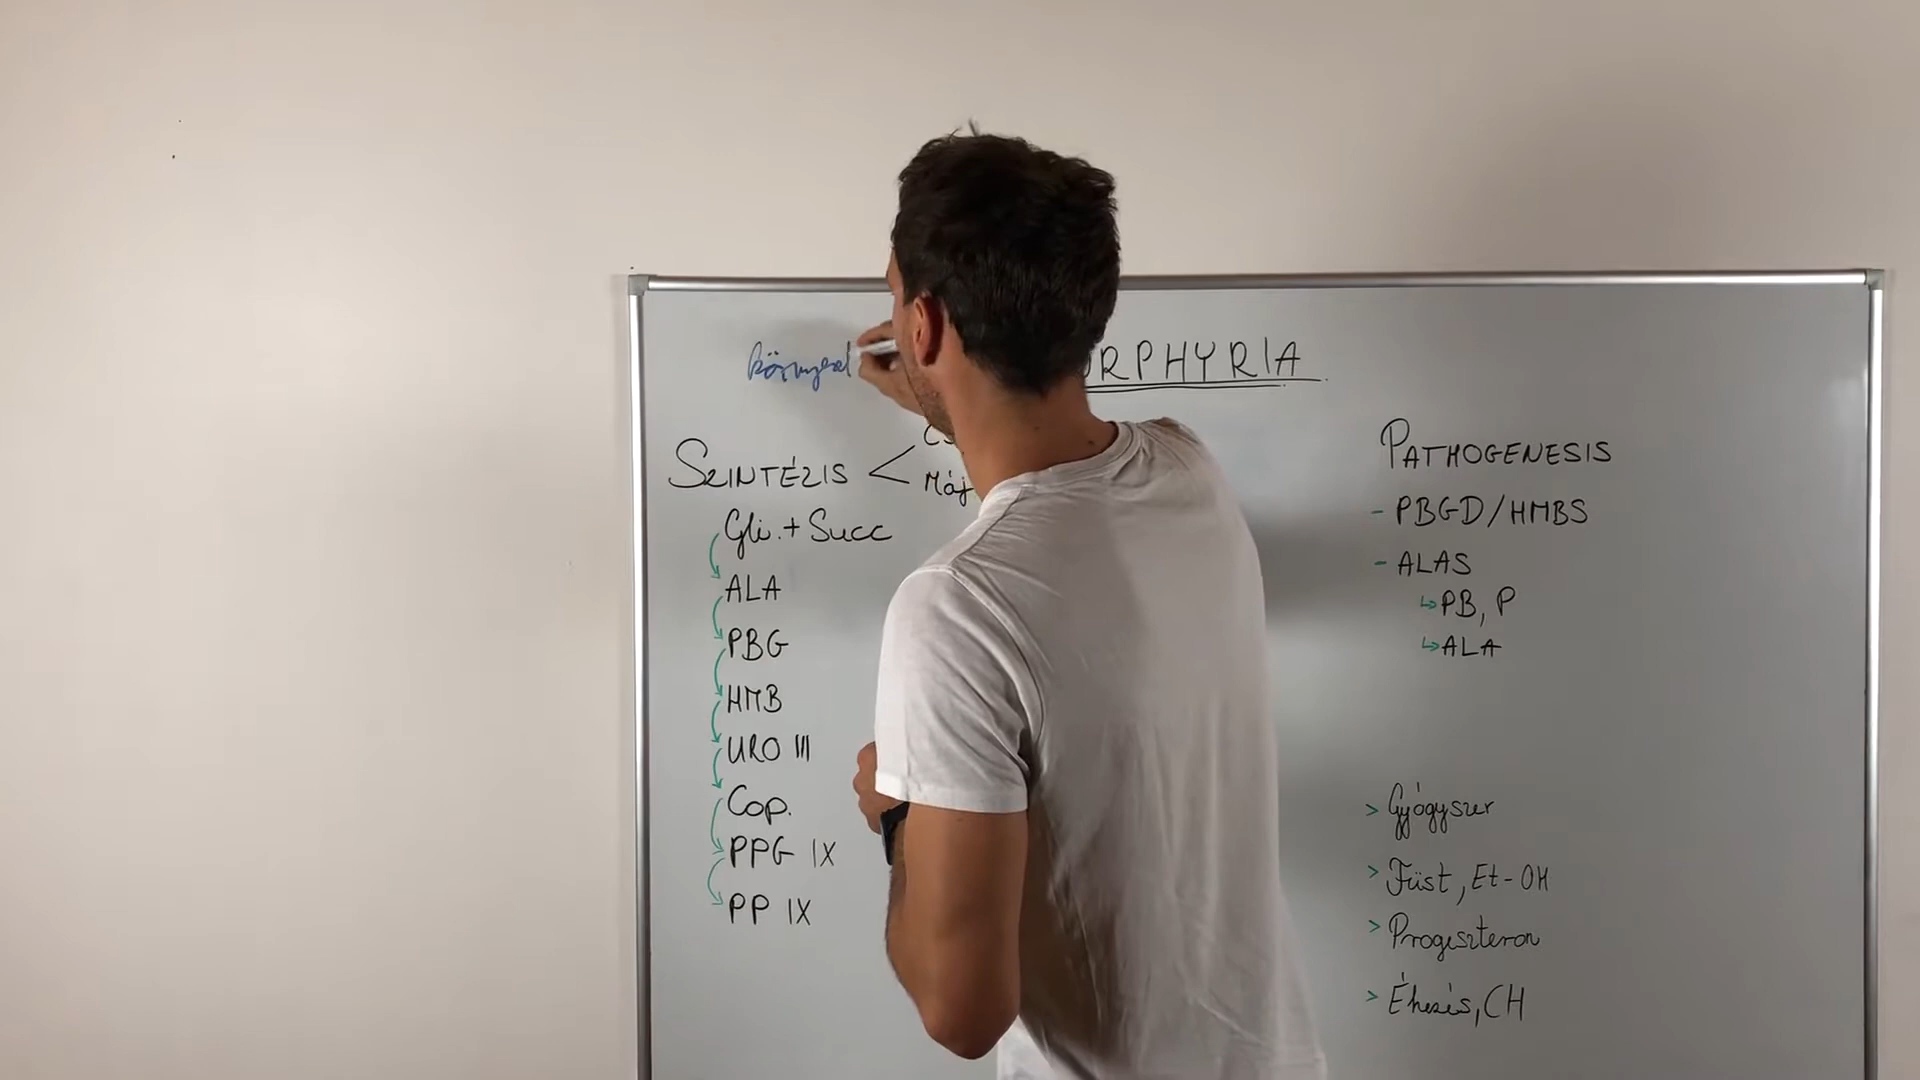 RPHYRIA
SZINTÉZIS <
Máj
Gli. + Succ
ALA
PBG
HMB
URO III
Cop.
PPG IX
PP IX
PATHOGENESIS
- PBGD/HMBS
- ALAS
↳ PB, P
↳ ALA
> Gyógyszer
> Füst, Et-OH
> Progeszteron
> Éhezés, CH